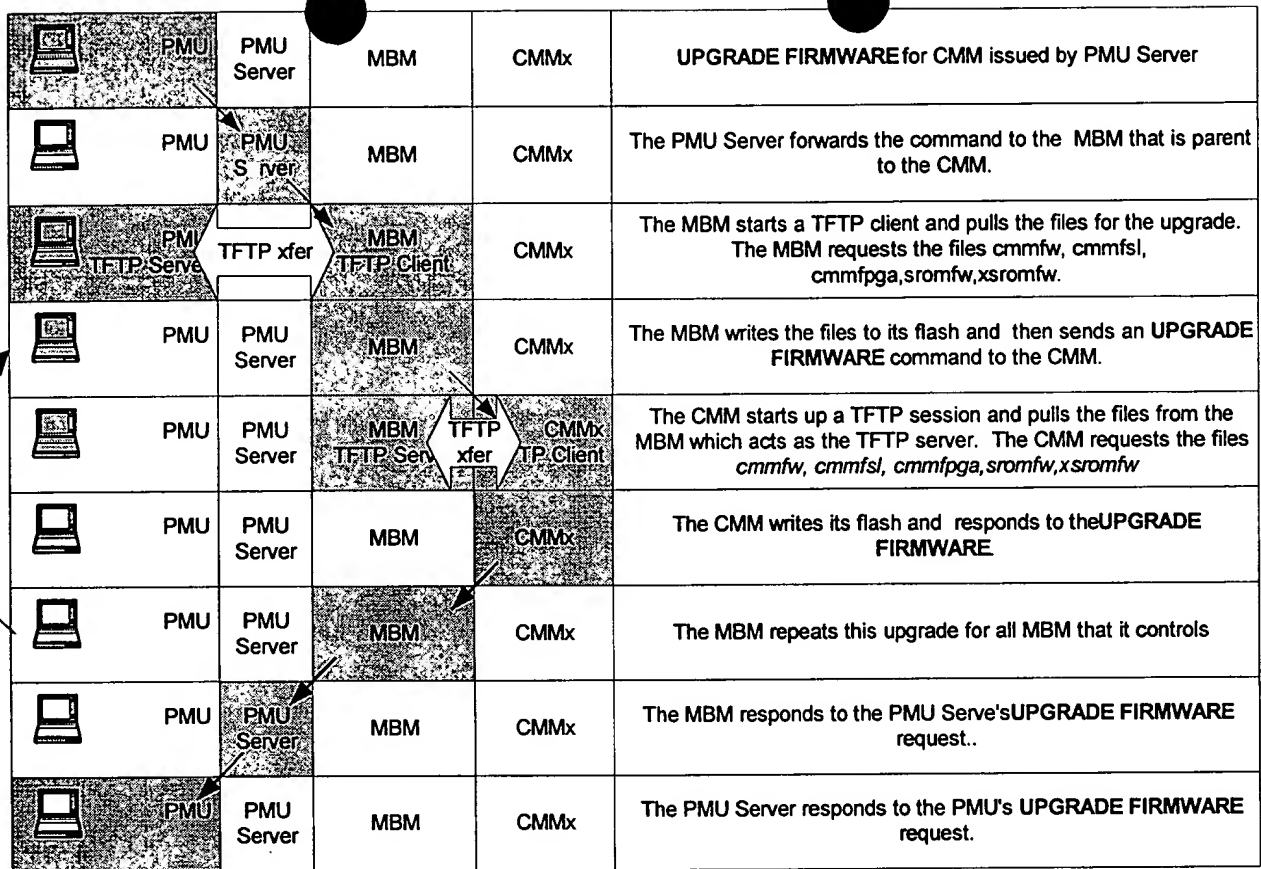 PMU
PMU Server
MBM
CMMx
UPGRADE FIRMWARE for CMM issued by PMU Server
PMU
PMU S rver
MBM
CMMx
The PMU Server forwards the command to the MBM that is parent
to the CMM.
PMU
TFTP Serve
TFTP xfer
MBM
TFTP Client
CMMx
The MBM starts a TFTP client and pulls the files for the upgrade.
The MBM requests the files cmmfw, cmmfsl,
cmmfpga,sromfw,xsromfw.
PMU
PMU Server
MBM
CMMx
The MBM writes the files to its flash and then sends an UPGRADE
FIRMWARE command to the CMM.
PMU
PMU Server
MBM
TFTP Serv
TFTP xfer
CMMx
TP Client
The CMM starts up a TFTP session and pulls the files from the
MBM which acts as the TFTP server. The CMM requests the files
cmmfw, cmmfsl, cmmfpga,sromfw,xsromfw
PMU
PMU Server
MBM
CMMx
The CMM writes its flash and responds to theUPGRADE
FIRMWARE
PMU
PMU Server
MBM
CMMx
The MBM repeats this upgrade for all MBM that it controls
PMU
PMU Server
MBM
CMMx
The MBM responds to the PMU Serve'sUPGRADE FIRMWARE
request..
PMU
PMU Server
MBM
CMMx
The PMU Server responds to the PMU's UPGRADE FIRMWARE
request.